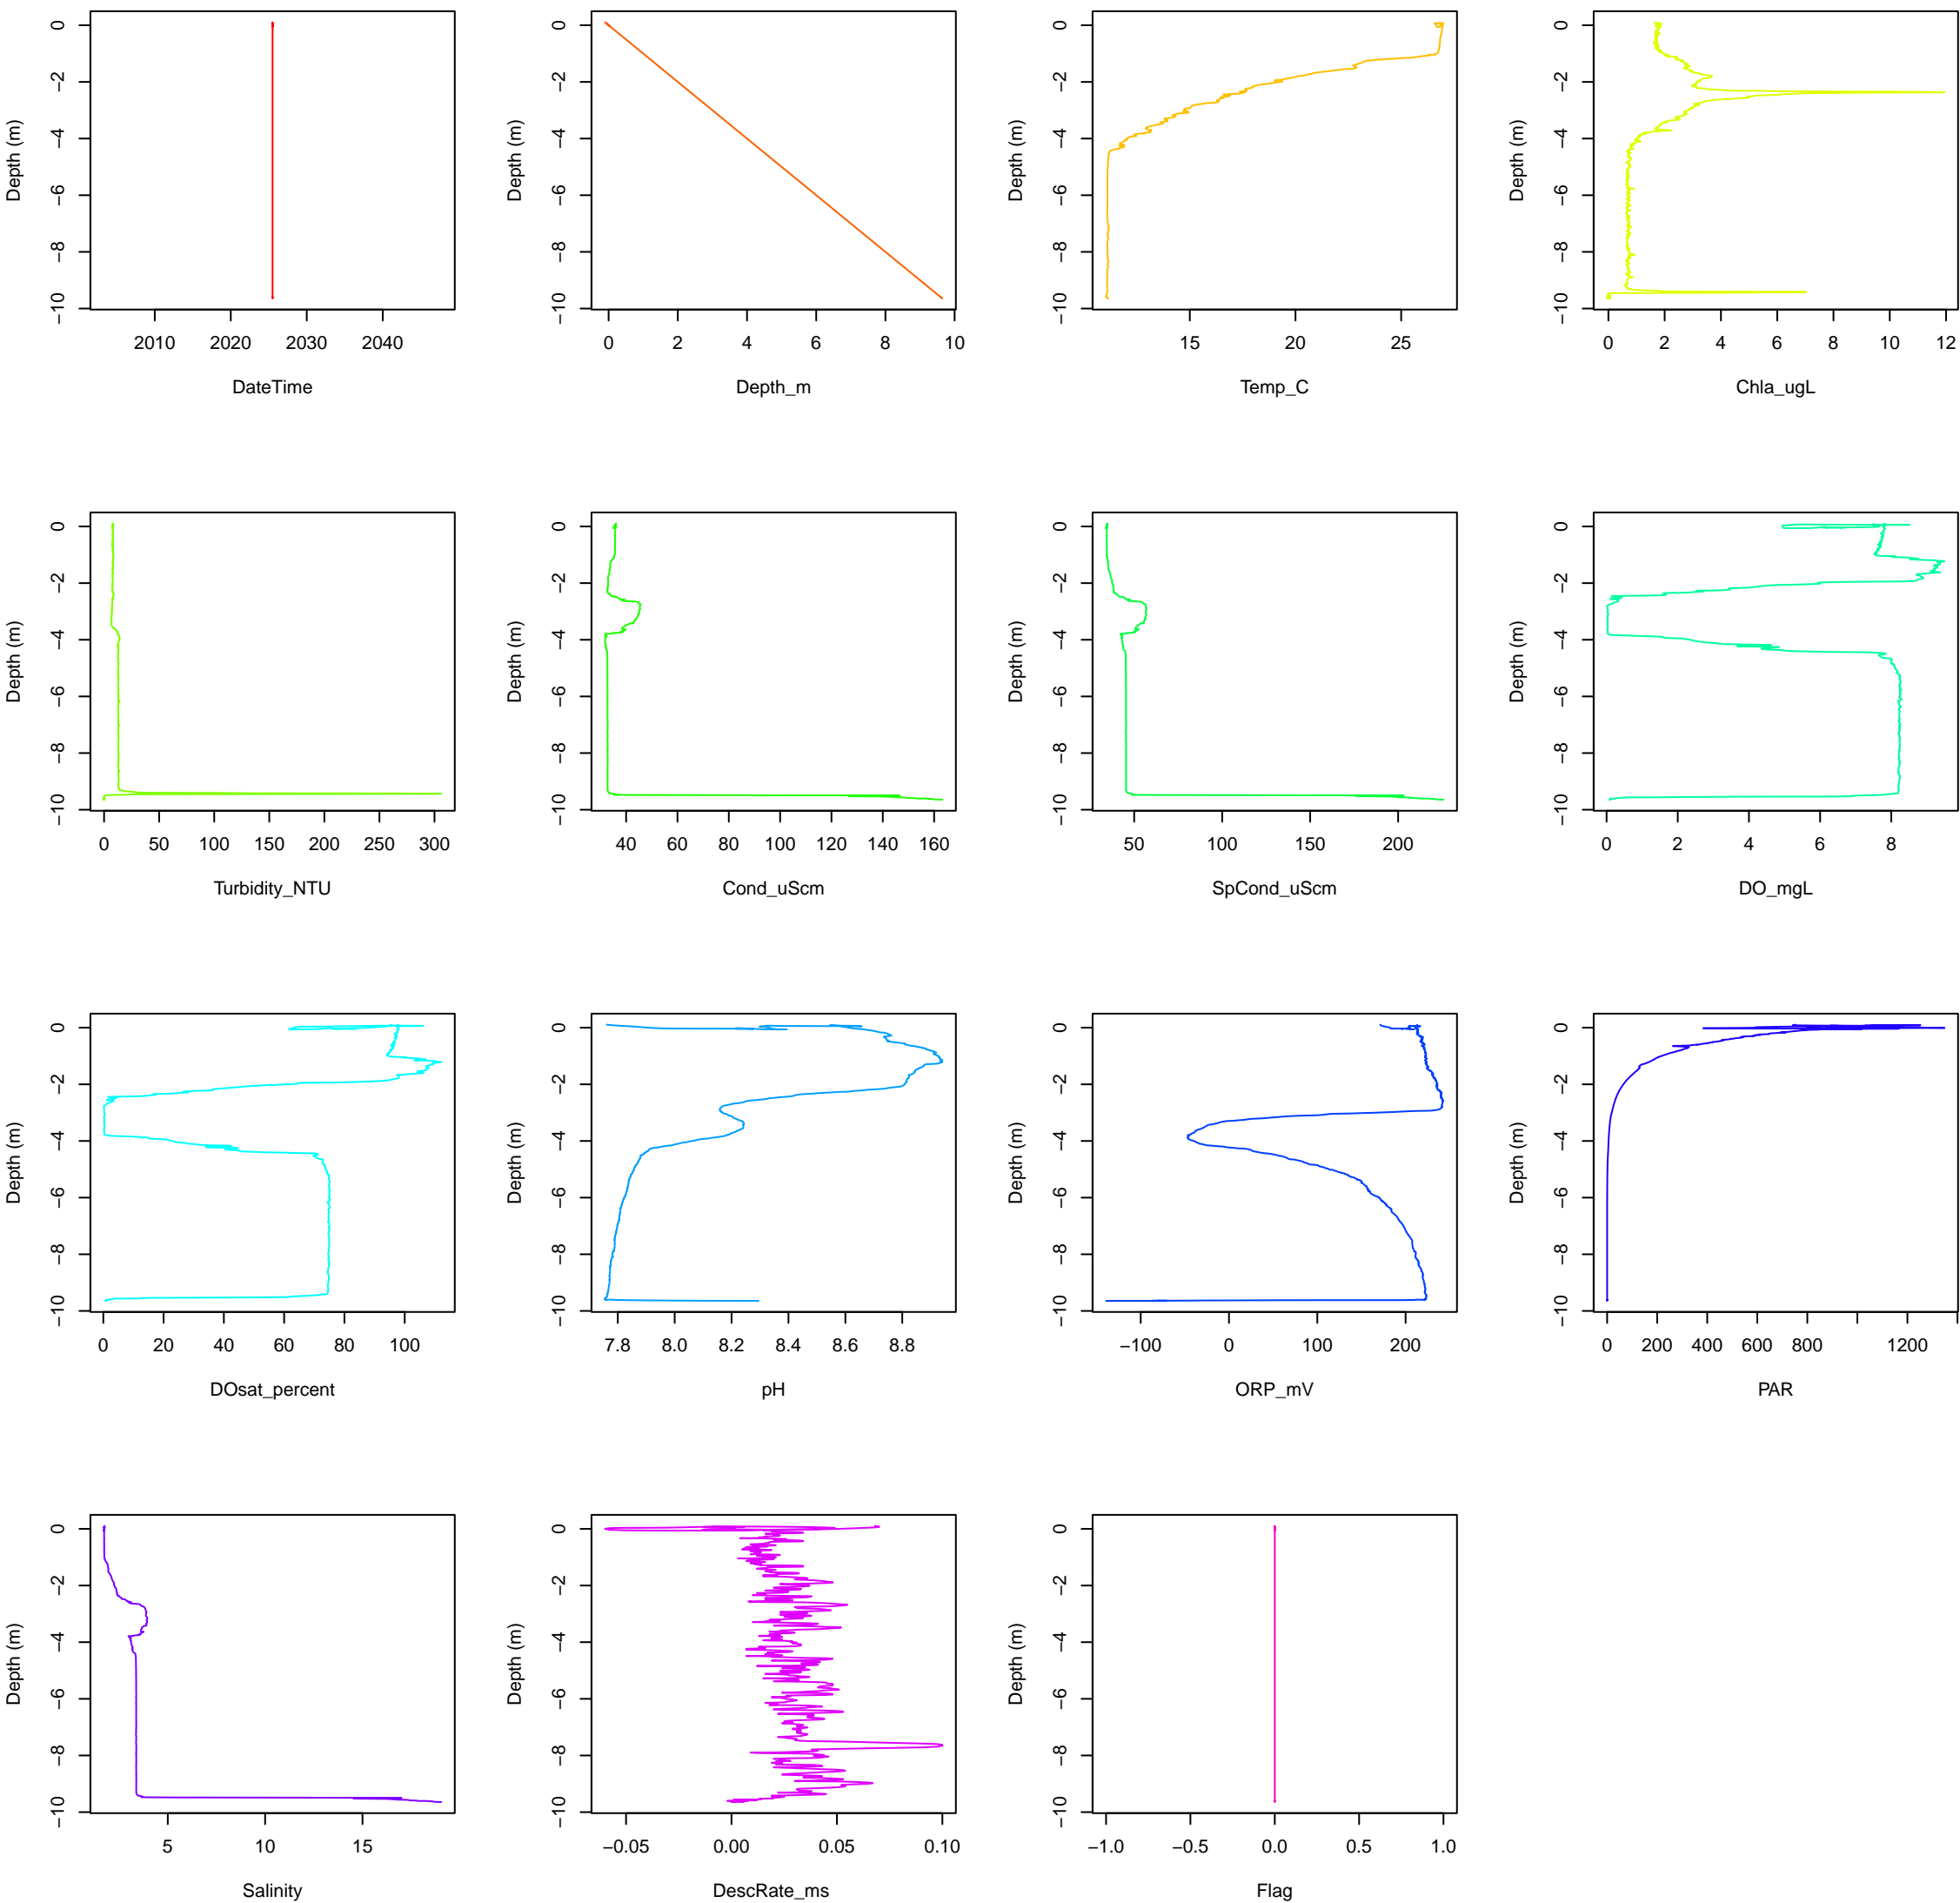 Depth (m)
0
−2
−4
−6
−8
−10
2010 2020 2030 2040
DateTime
Depth (m)
0
−2
−4
−6
−8
−10
0 2 4 6 8 10
Depth_m
Depth (m)
0
−2
−4
−6
−8
−10
15 20 25
Temp_C
Depth (m)
0
−2
−4
−6
−8
−10
0 2 4 6 8 10 12
Chla_ugL
Depth (m)
0
−2
−4
−6
−8
−10
0 50 100 150 200 250 300
Turbidity_NTU
Depth (m)
0
−2
−4
−6
−8
−10
40 60 80 100 120 140 160
Cond_uScm
Depth (m)
0
−2
−4
−6
−8
−10
50 100 150 200
SpCond_uScm
Depth (m)
0
−2
−4
−6
−8
−10
0 2 4 6 8
DO_mgL
Depth (m)
0
−2
−4
−6
−8
−10
0 20 40 60 80 100
DOsat_percent
Depth (m)
0
−2
−4
−6
−8
−10
7.8 8.0 8.2 8.4 8.6 8.8
pH
Depth (m)
0
−2
−4
−6
−8
−10
−100 0 100 200
ORP_mV
Depth (m)
0
−2
−4
−6
−8
−10
0 200 400 600 800 1200
PAR
Depth (m)
0
−2
−4
−6
−8
−10
5 10 15
Salinity
Depth (m)
0
−2
−4
−6
−8
−10
−0.05 0.00 0.05 0.10
DescRate_ms
Depth (m)
0
−2
−4
−6
−8
−10
−1.0 −0.5 0.0 0.5 1.0
Flag